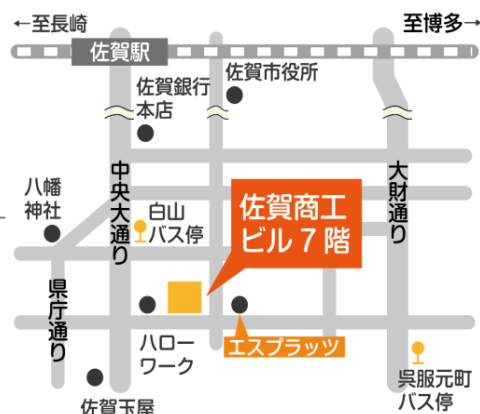 ←至長崎
至博多→
佐賀駅
佐賀市役所
佐賀銀行
本店
中央大通り
大財通り
八幡
神社
白山
バス停
佐賀商工
ビル7階
県庁通り
ハロー
ワーク
エスプラッツ
呉服元町
バス停
佐賀玉屋